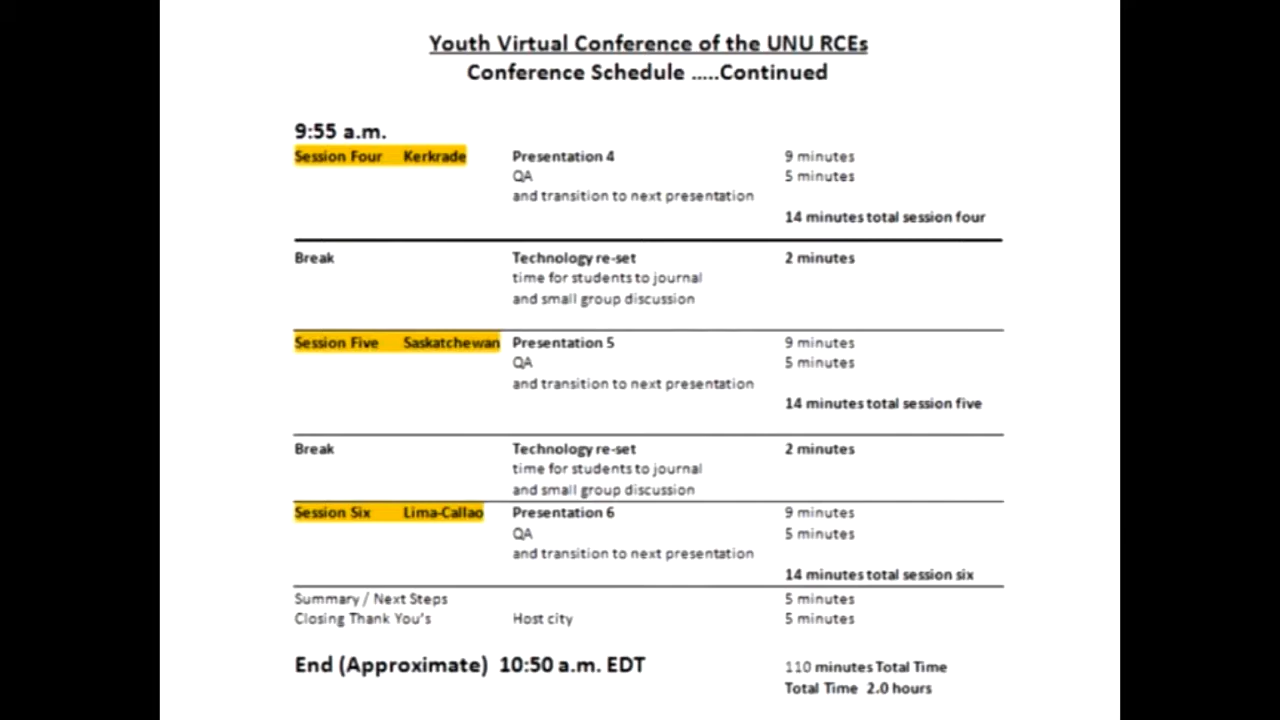 Youth Virtual Conference of the UNU RCEs
Conference Schedule .....Continued
9:55 a.m.
Session Four Kerkrade Presentation 4 9 minutes
QA 5 minutes
and transition to next presentation
14 minutes total session four
Break Technology re-set 2 minutes
time for students to journal
and small group discussion
Session Five Saskatchewan Presentation 5 9 minutes
QA 5 minutes
and transition to next presentation
14 minutes total session five
Break Technology re-set 2 minutes
time for students to journal
and small group discussion
Session Six Lima-Callao Presentation 6 9 minutes
QA 5 minutes
and transition to next presentation
14 minutes total session six
Summary / Next Steps 5 minutes
Closing Thank You's Host city 5 minutes
End (Approximate) 10:50 a.m. EDT 110 minutes Total Time
Total Time 2.0 hours